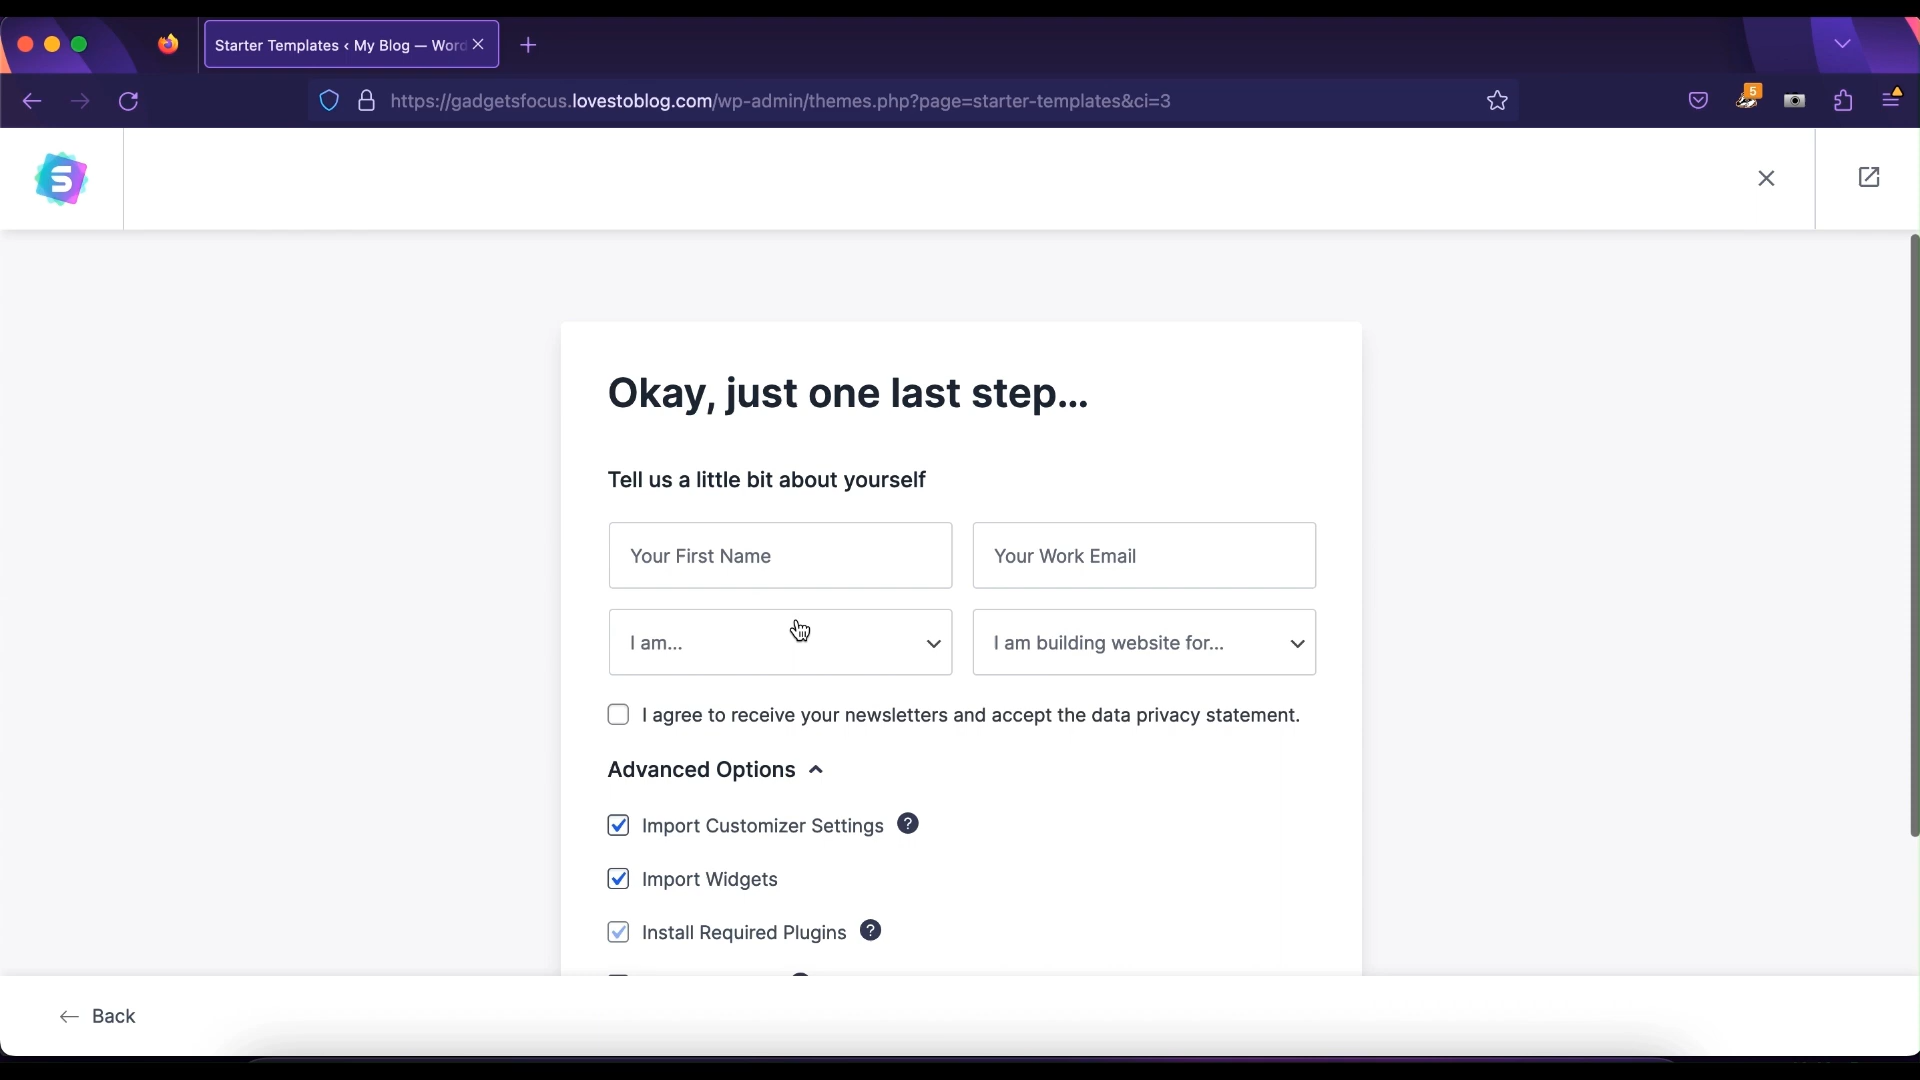 Starter Templates ‹ My Blog — Word
https://gadgetsfocus.lovestoblog.com/wp-admin/themes.php?page=starter-templates&ci=3
5
S
Okay, just one last step...
Tell us a little bit about yourself
Your First Name
Your Work Email
I am...
I am building website for...
I agree to receive your newsletters and accept the data privacy statement.
Advanced Options
Import Customizer Settings ?
Import Widgets
Install Required Plugins ?
← Back